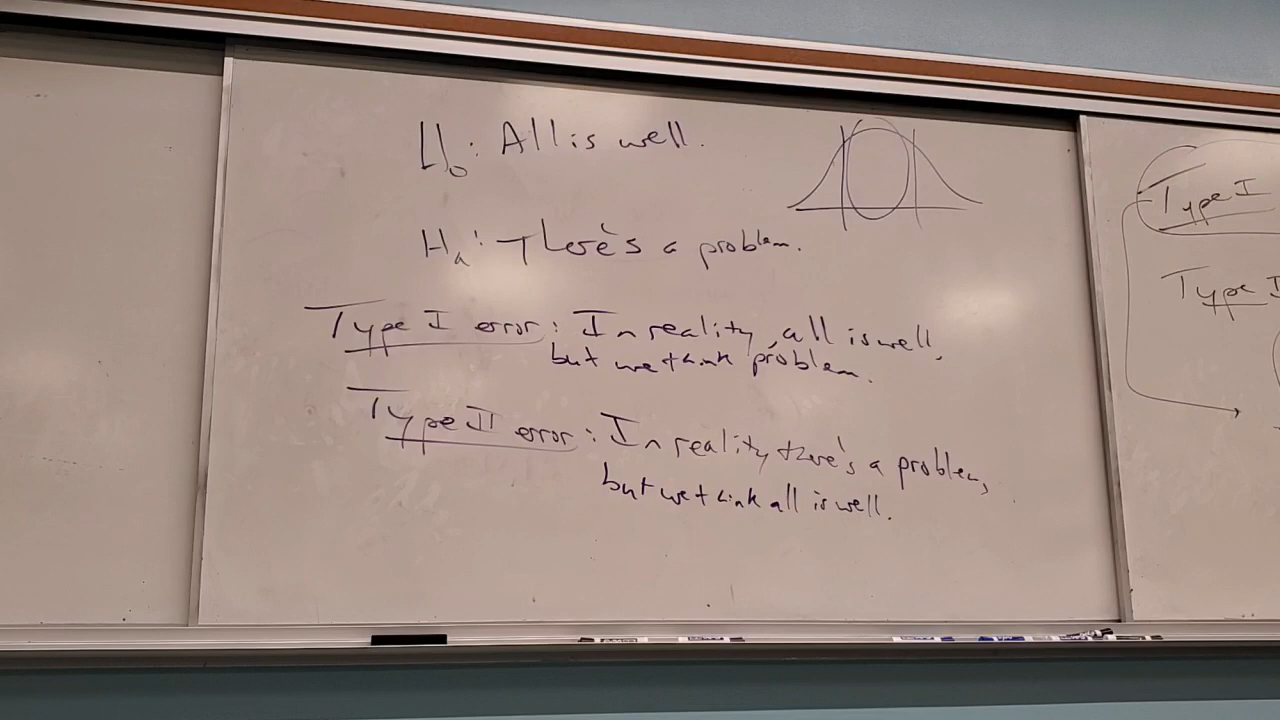 H₀: All is well.
Hₐ: There's a problem.
Type I error: In reality, all is well,
but we think problem.
Type II error: In reality there's a problem,
but we think all is well.
Type I
Type I